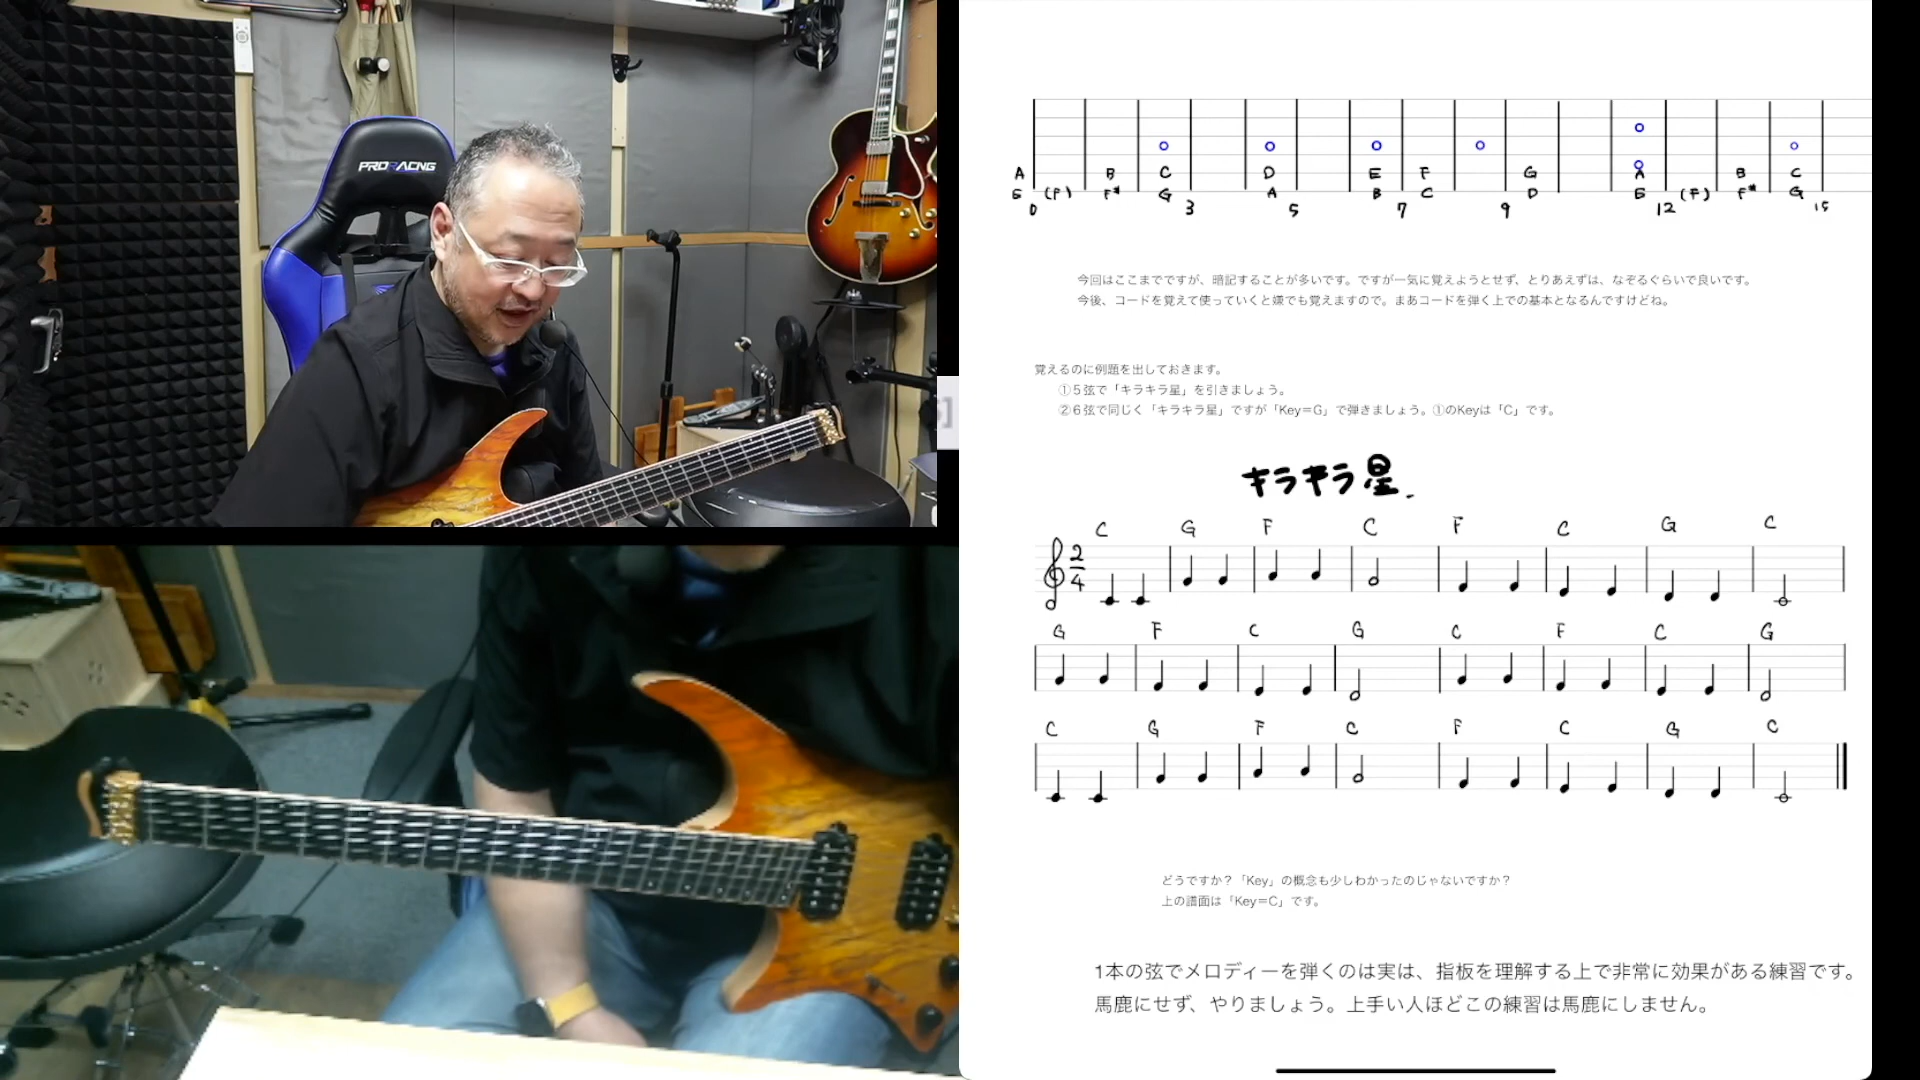 PRORACING
A B C D E F G A B C
E (F) F# G A B C D E (F) F# G
0 3 5 7 9 12 15
今回はここまでですが、暗記することが多いです。ですが一気に覚えようとせず、とりあえずは、なぞるぐらいで良いです。
今後、コードを覚えて使っていくと嫌でも覚えますので。まあコードを弾く上での基本となるんですけどね。
覚えるのに例題を出しておきます。
①5弦で「キラキラ星」を引きましょう。
②6弦で同じく「キラキラ星」ですが「Key=G」で弾きましょう。①のKeyは「C」です。
キラキラ星.
C G F C F C G C
2
4
G F C G C F C G
C G F C F C G C
どうですか?「Key」の概念も少しわかったのじゃないですか?
上の譜面は「Key=C」です。
1本の弦でメロディーを弾くのは実は、指板を理解する上で非常に効果がある練習です。
馬鹿にせず、やりましょう。上手い人ほどこの練習は馬鹿にしません。